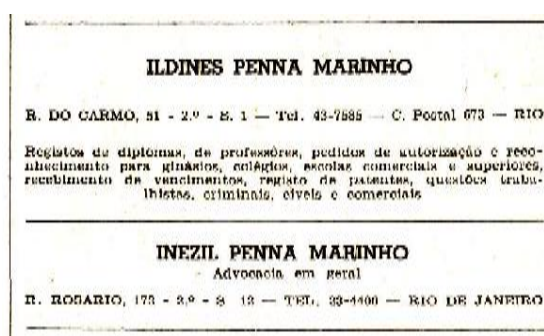 ILDINES PENNA MARINHO
R. DO CARMO, 51 - 2.º - S. 1 — Tel. 43-7585 — C. Postal 673 — RIO
Registos de diplomas, de professôres, pedidos de autorização e reco-
nhecimento para ginásios, colégios, escolas comerciais e superiores,
recebimento de vencimentos, registo de patentes, questões traba-
lhistas, criminais, cíveis e comerciais
INEZIL PENNA MARINHO
Advocacia em geral
R. ROSARIO, 173 - 2.º - S 12 — TEL. 23-4400 — RIO DE JANEIRO